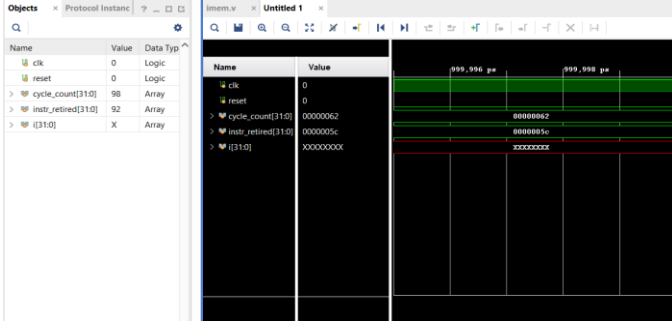 Objects × Protocol Instanc ? _
Name Value Data Typ
clk 0 Logic
reset 0 Logic
> cycle_count[31:0] 98 Array
> instr_retired[31:0] 92 Array
> i[31:0] X Array
imem.v × Untitled 1 ×
Name Value
999,996 ps 999,998 ps
clk 0
reset 0
> cycle_count[31:0] 00000062 00000062
> instr_retired[31:0] 0000005c 0000005c
> i[31:0] XXXXXXXX XXXXXXXX